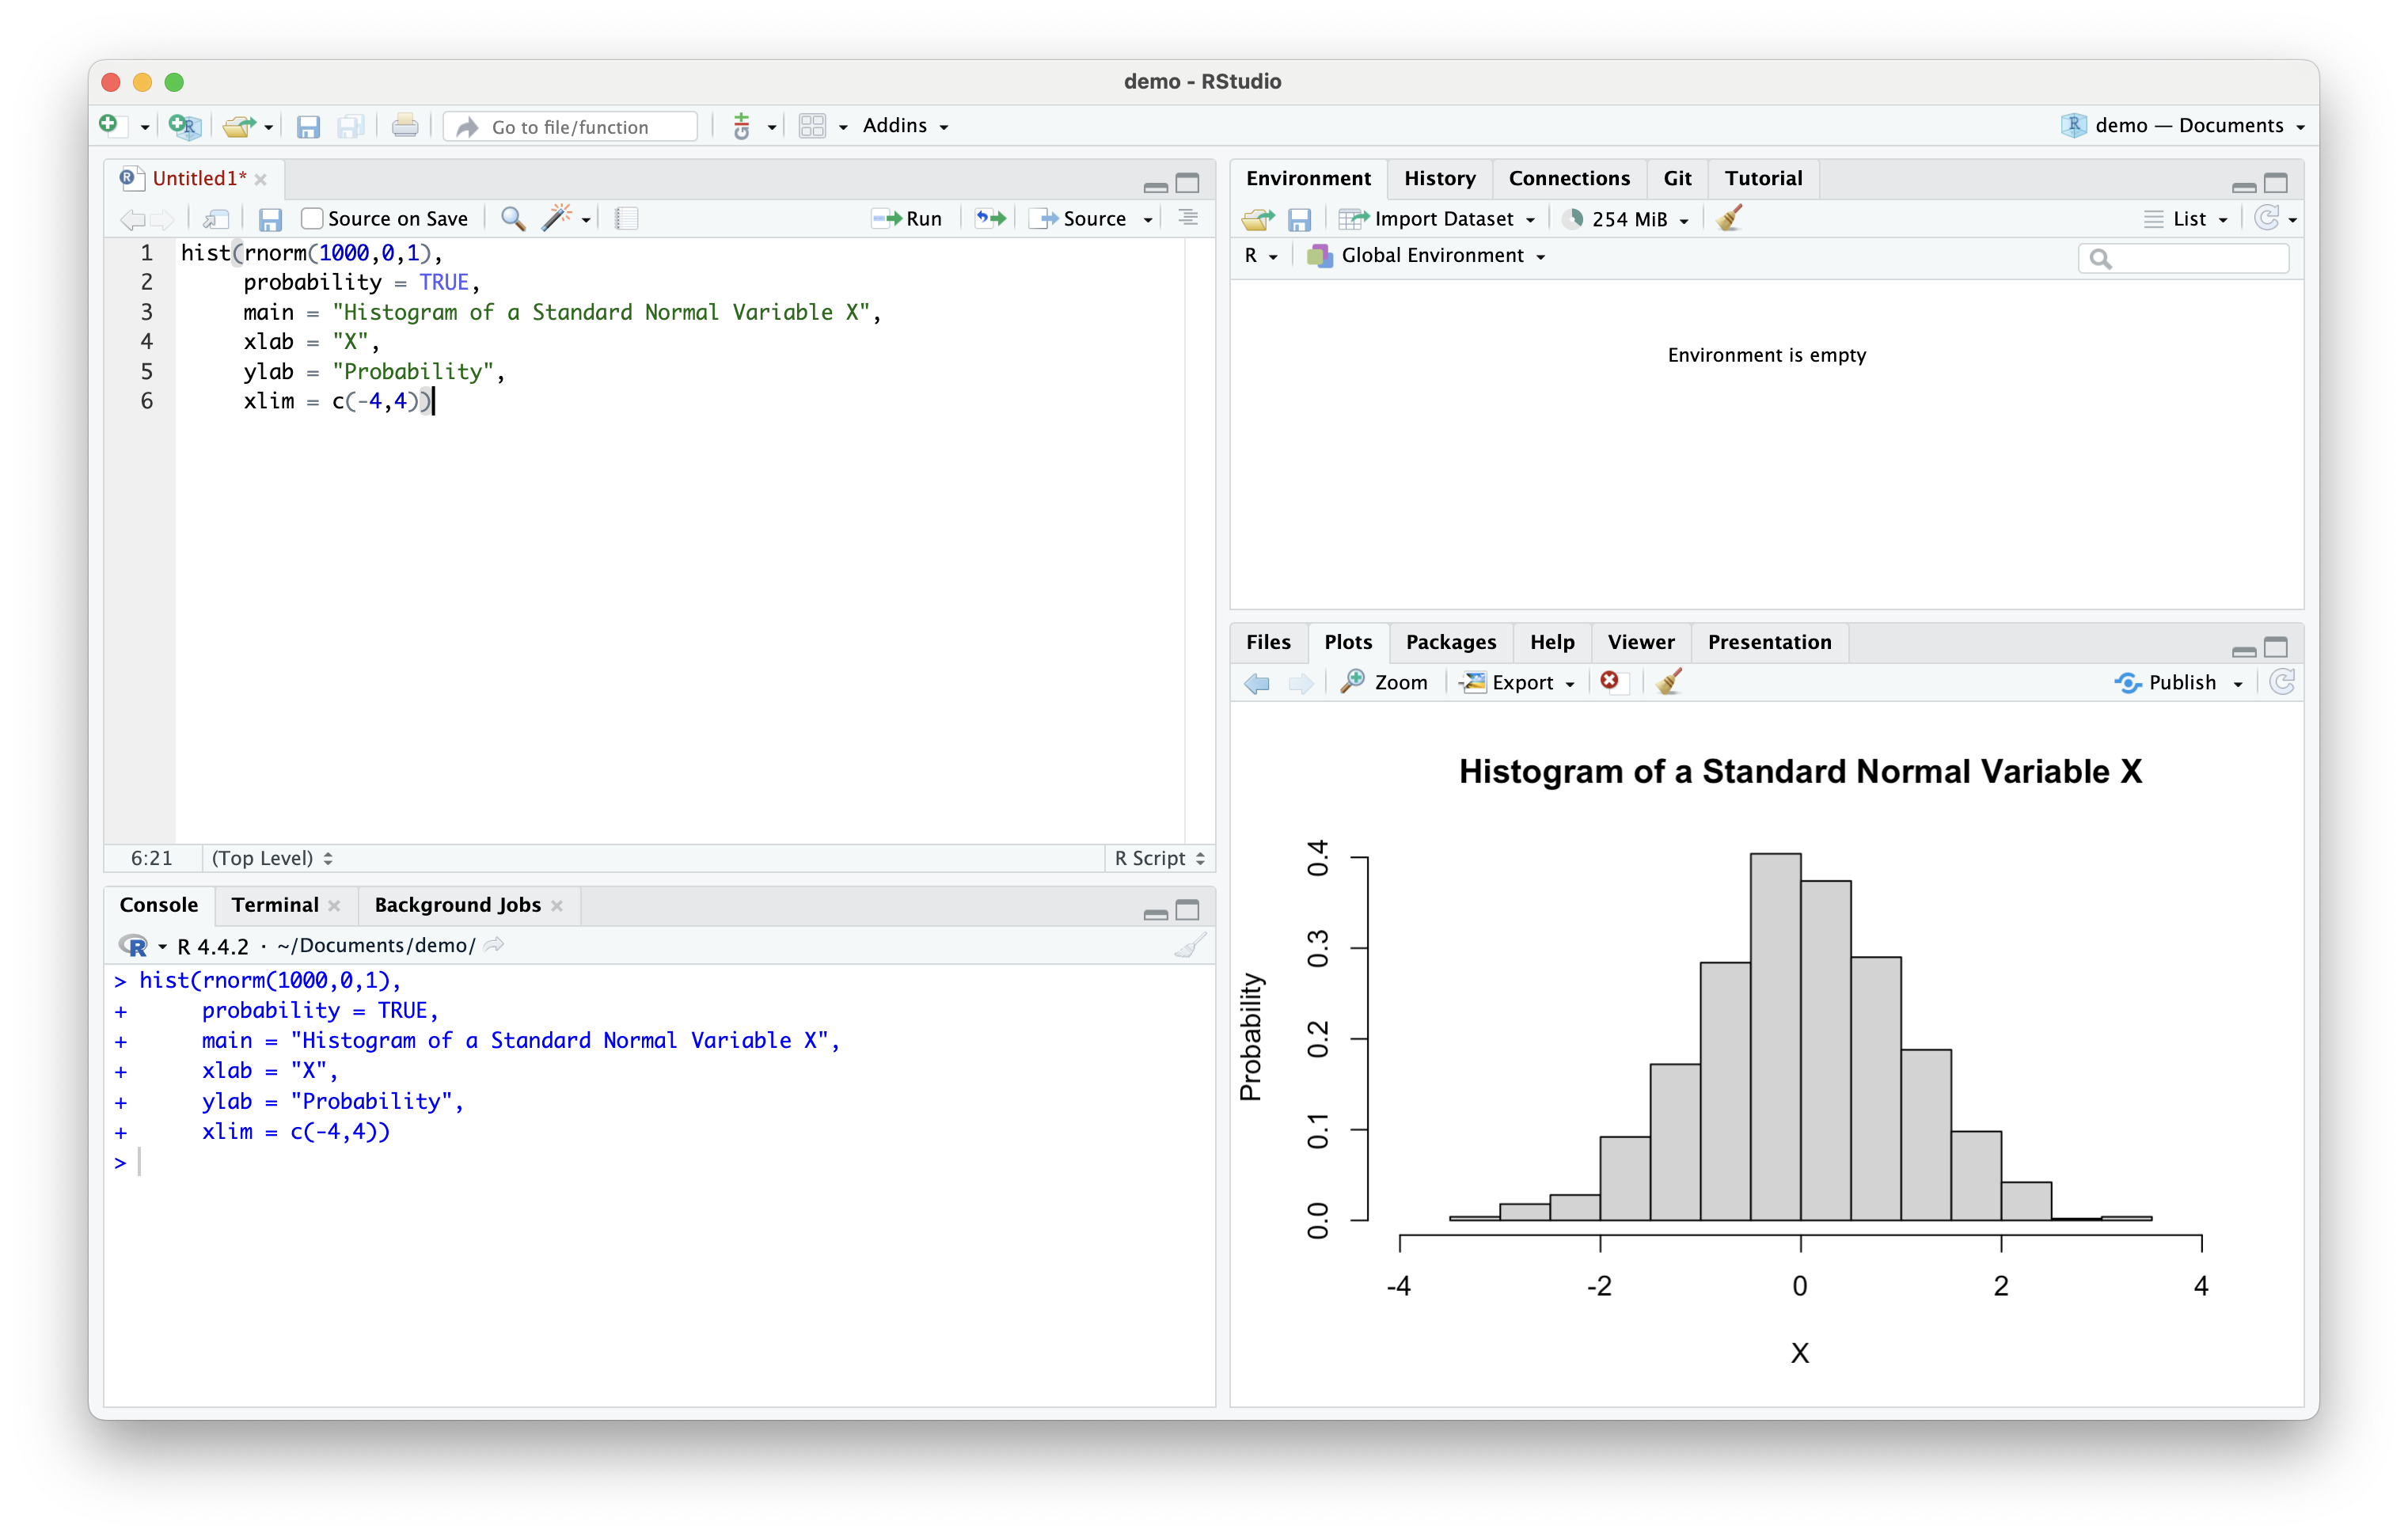 demo - RStudio
Go to file/function
Addins
demo — Documents
Untitled1*
Source on Save
Run
Source
1 hist(rnorm(1000,0,1),
2      probability = TRUE,
3      main = "Histogram of a Standard Normal Variable X",
4      xlab = "X",
5      ylab = "Probability",
6      xlim = c(-4,4))
6:21
(Top Level)
R Script
Console Terminal Background Jobs
R 4.4.2 · ~/Documents/demo/
> hist(rnorm(1000,0,1),
+      probability = TRUE,
+      main = "Histogram of a Standard Normal Variable X",
+      xlab = "X",
+      ylab = "Probability",
+      xlim = c(-4,4))
>
Environment History Connections Git Tutorial
Import Dataset
254 MiB
List
R
Global Environment
Environment is empty
Files Plots Packages Help Viewer Presentation
Zoom
Export
Publish
Histogram of a Standard Normal Variable X
Probability
0.4
0.3
0.2
0.1
0.0
-4 -2 0 2 4
X